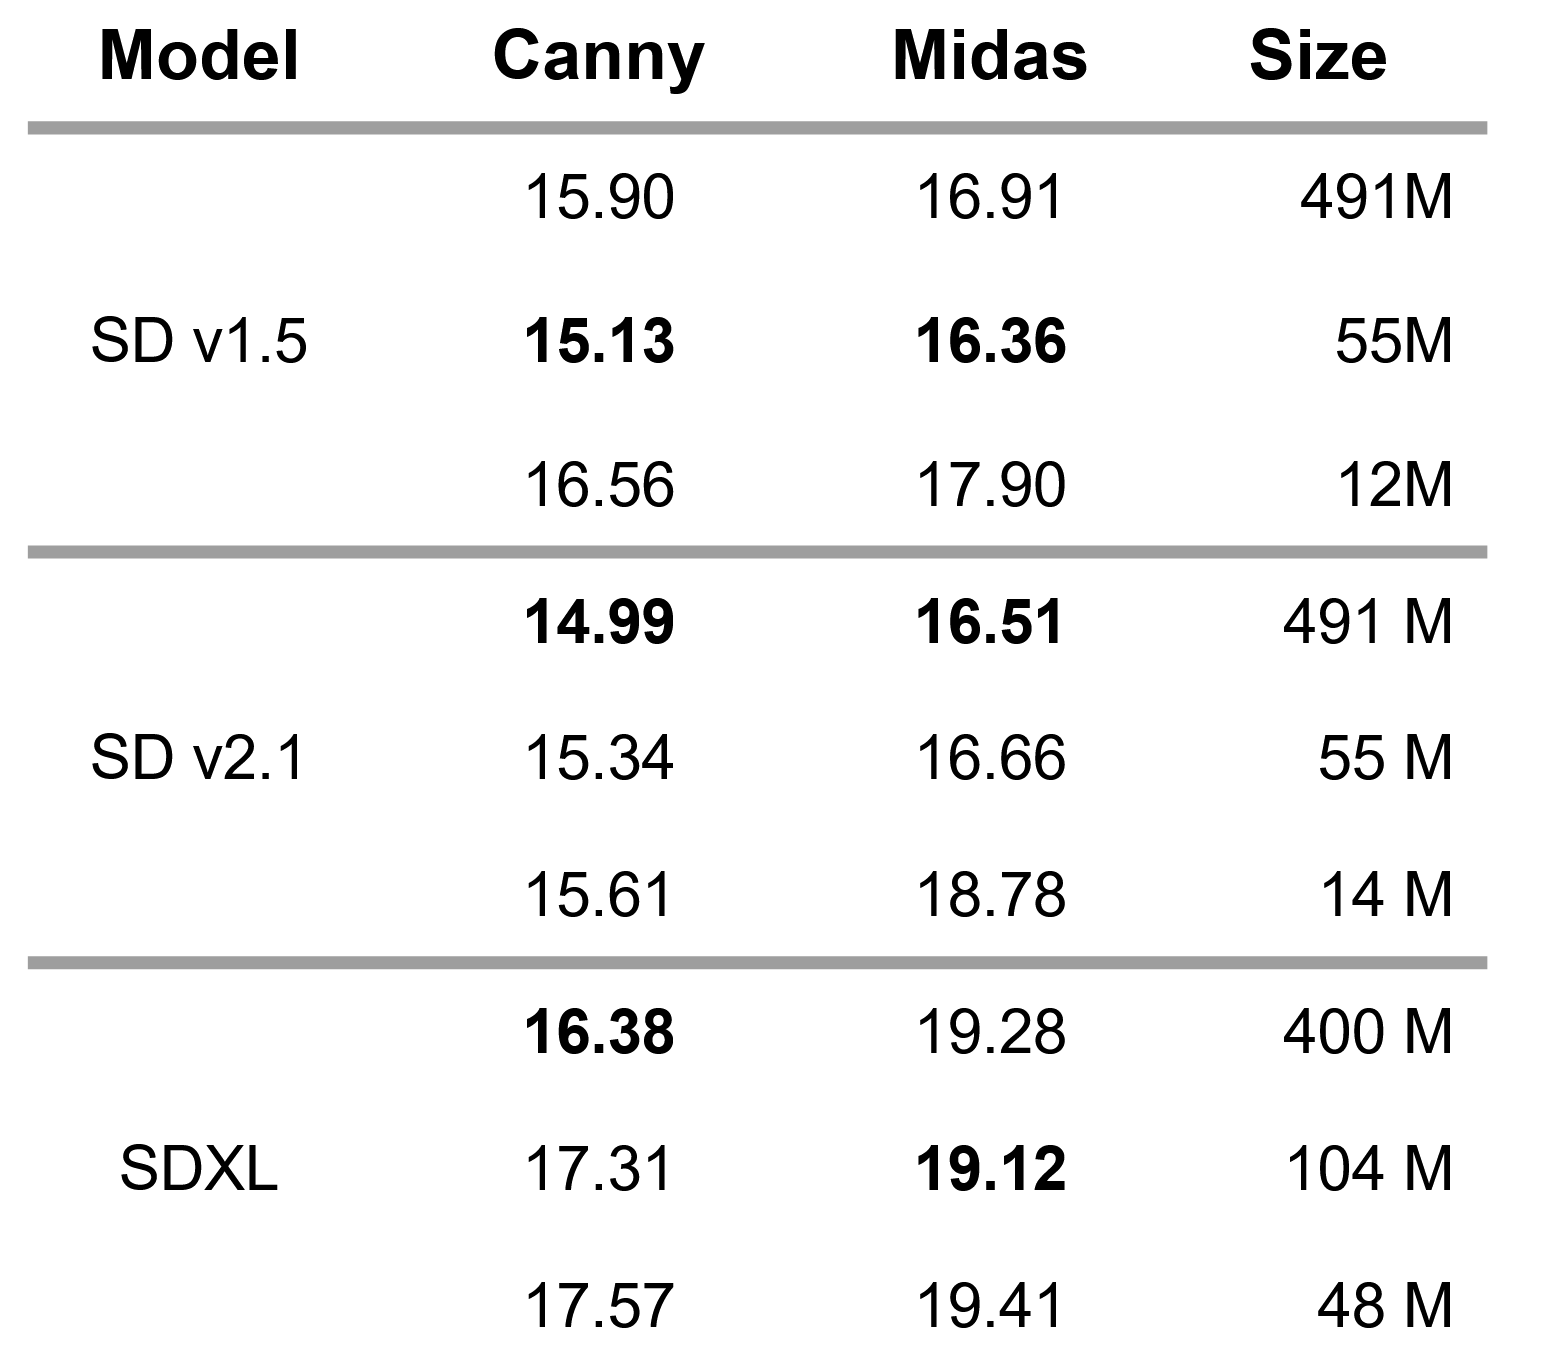 Model Canny Midas Size
15.90 16.91 491M
SD v1.5 15.13 16.36 55M
16.56 17.90 12M
14.99 16.51 491 M
SD v2.1 15.34 16.66 55 M
15.61 18.78 14 M
16.38 19.28 400 M
SDXL 17.31 19.12 104 M
17.57 19.41 48 M